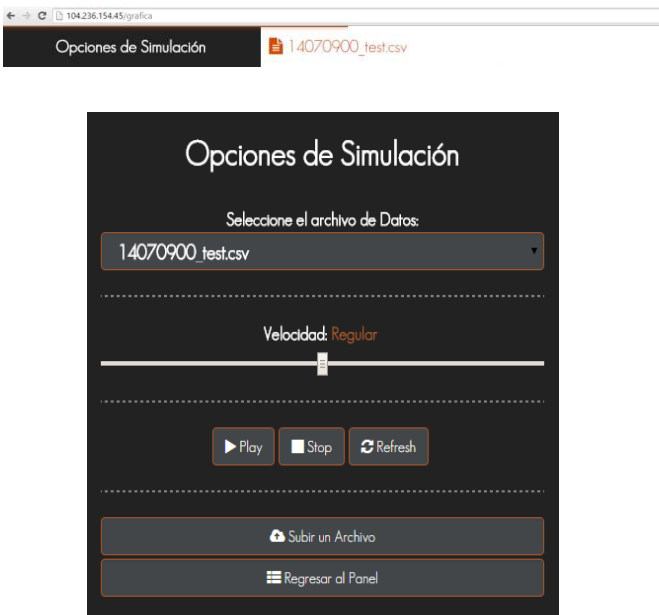 104.236.154.45/grafica
Opciones de Simulación 14070900_test.csv
Opciones de Simulación
Seleccione el archivo de Datos:
14070900_test.csv
Velocidad: Regular
Play Stop Refresh
Subir un Archivo
Regresar al Panel